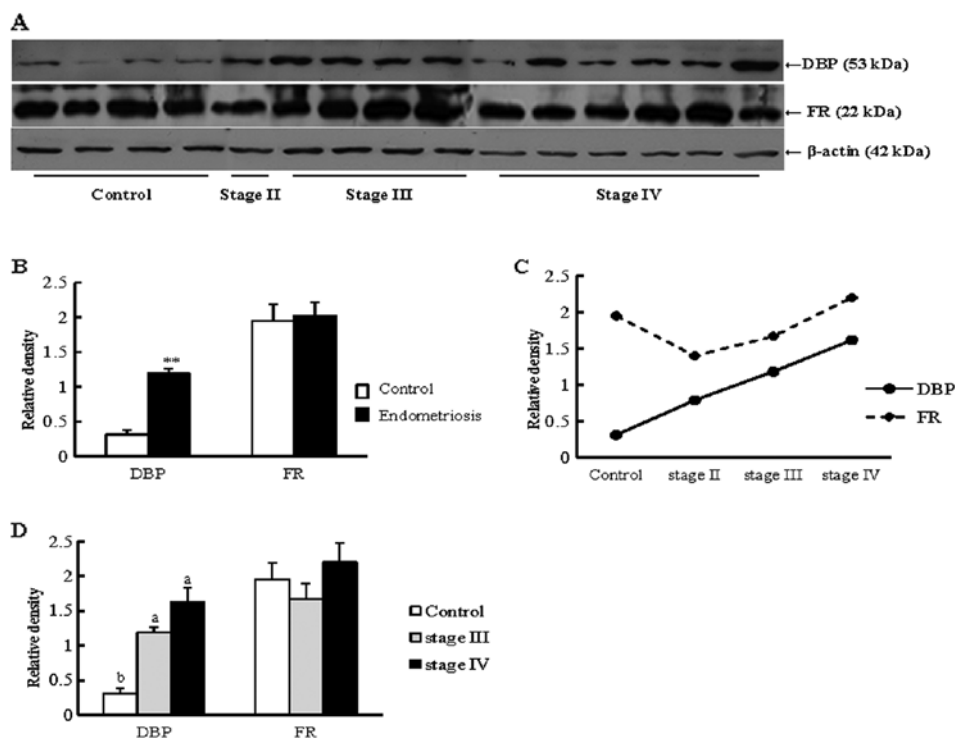 A
←DBP (53 kDa)
←FR (22 kDa)
←β-actin (42 kDa)
Control Stage II Stage III Stage IV
B
2.5
2
1.5
1
0.5
0
Relative density
**
DBP FR
Control
Endometriosis
C
2.5
2
1.5
1
0.5
0
Relative density
Control stage II stage III stage IV
DBP
FR
D
2.5
2
1.5
1
0.5
0
Relative density
b a a
DBP FR
Control
stage III
stage IV